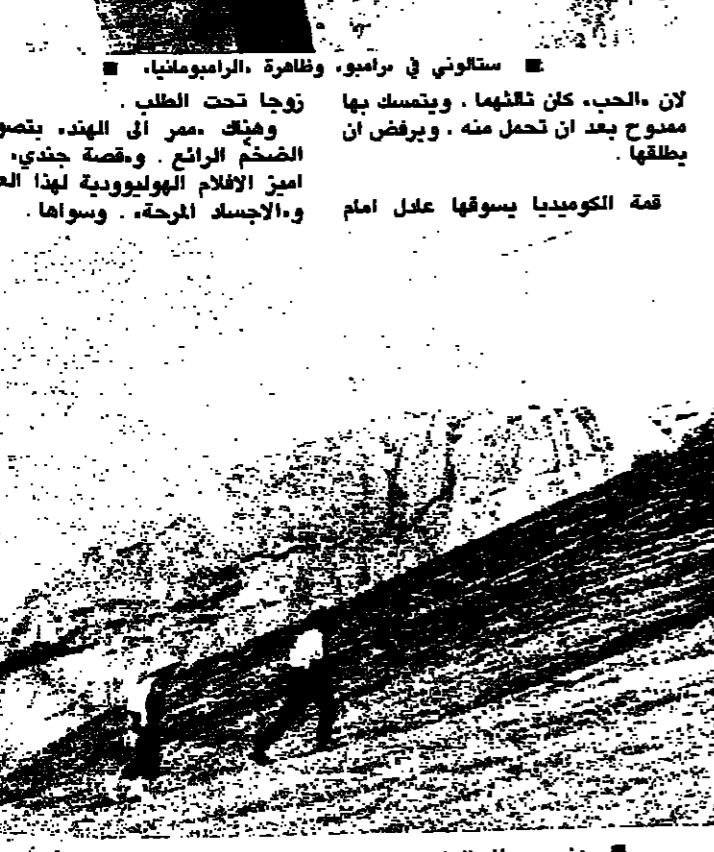 ■ ستالوني في «رامبو» وظاهرة «الرامبومانيا» ■
لان «الحب» كان ثالثهما . ويتمسك بها
ممدوح بعد ان تحمل منه . ويرفض ان
يطلقها .
قمة الكوميديا يسوقها عادل امام
زوجا تحت الطلب .
وهناك «ممر الى الهند» بتصو
الضخم الرائع . و«قصة جندي»
اميز الافلام الهوليوودية لهذا الع
و«الاجساد المرحة» . وسواها .